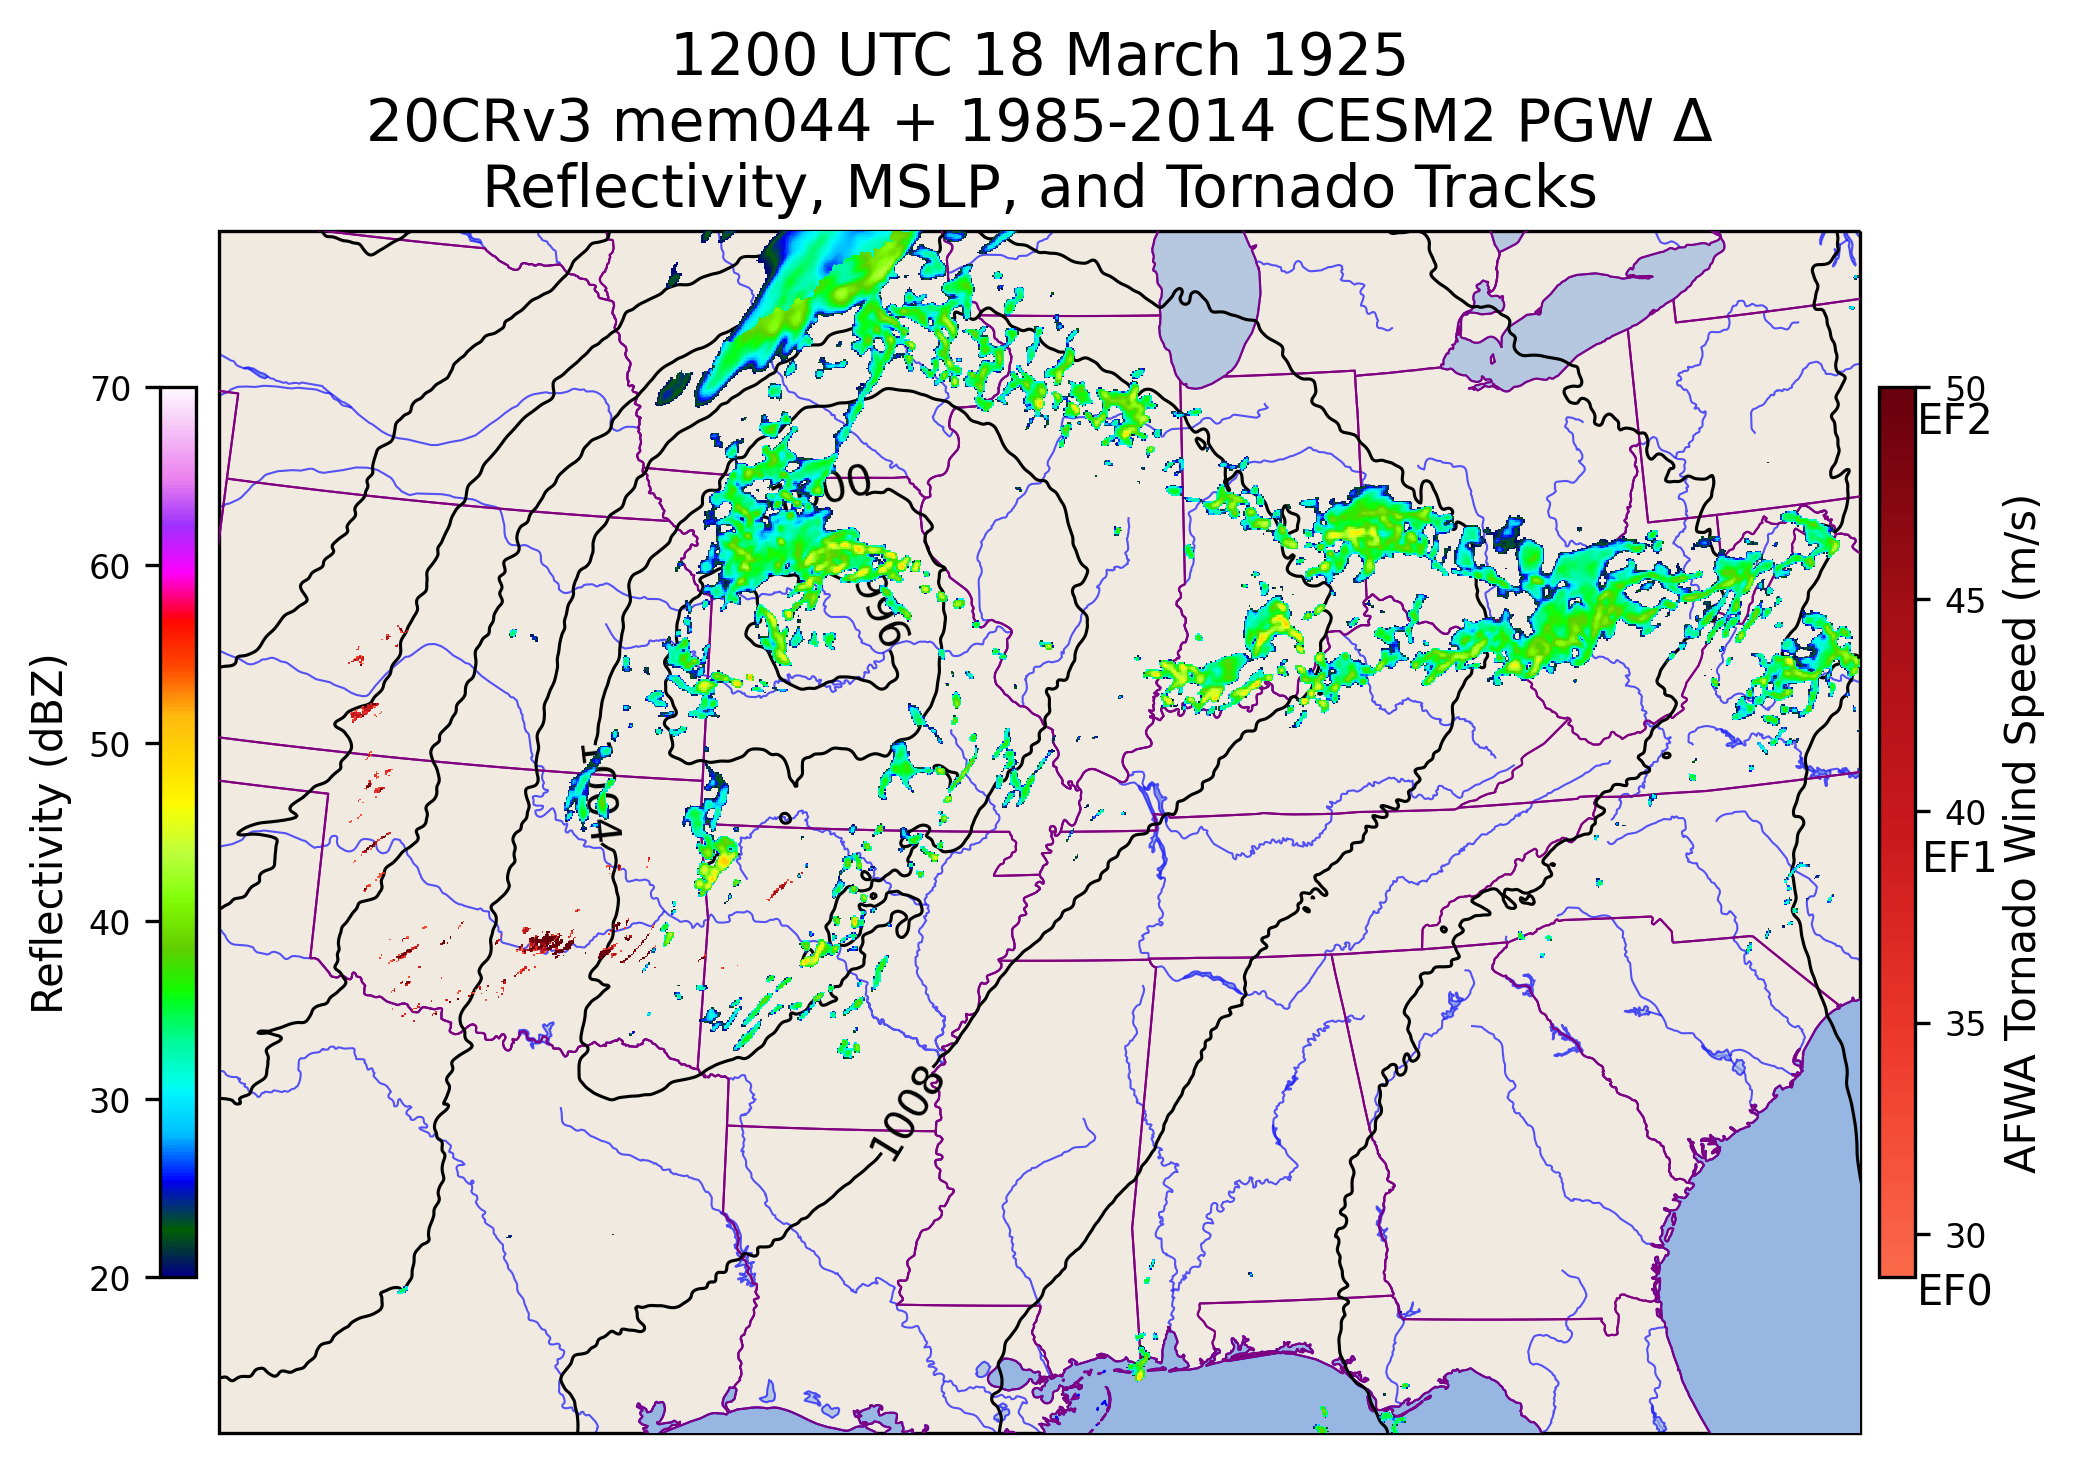 1200 UTC 18 March 1925
20CRv3 mem044 + 1985-2014 CESM2 PGW Δ
Reflectivity, MSLP, and Tornado Tracks
Reflectivity (dBZ)
70
60
50
40
30
20
00
996
1004
1008
50
EF2
45
40
EF1
35
30
EF0
AFWA Tornado Wind Speed (m/s)